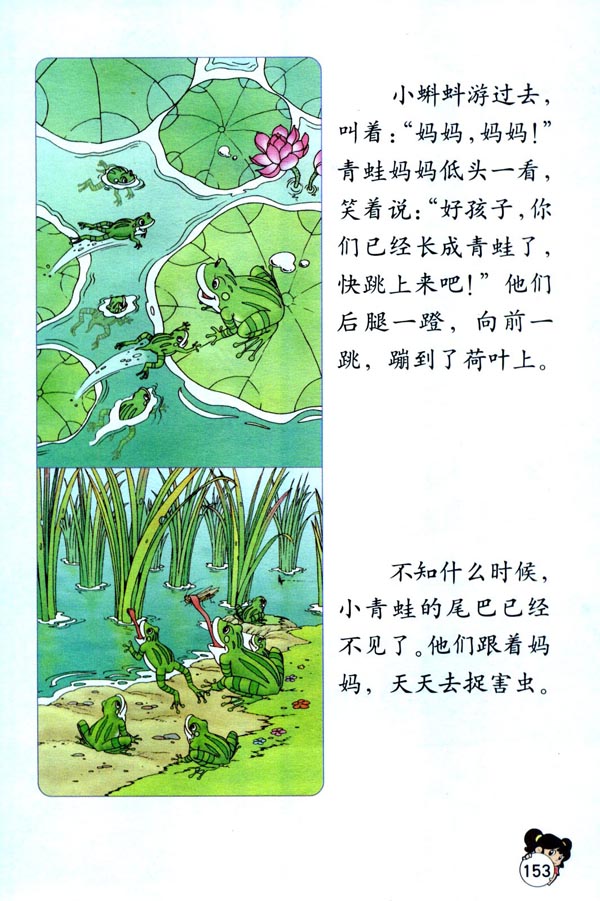 小蝌蚪游过去，
叫着：“妈妈，妈妈！”
青蛙妈妈低头一看，
笑着说：“好孩子，你
们已经长成青蛙了，
快跳上来吧！”他们
后腿一蹬，向前一
跳，蹦到了荷叶上。
不知什么时候，
小青蛙的尾巴已经
不见了。他们跟着妈
妈，天天去捉害虫。
153